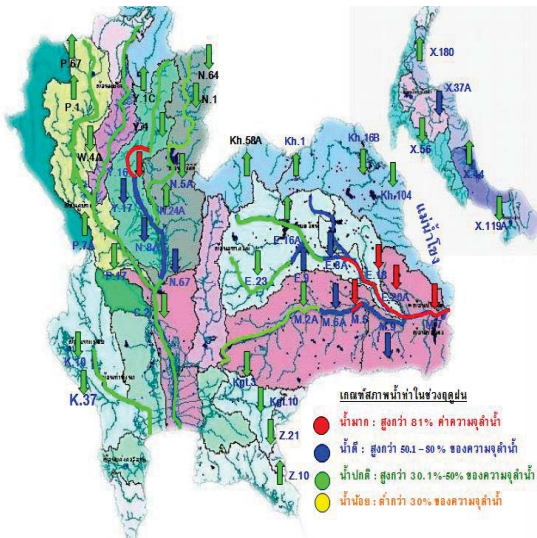 P.67
N.64
Y.1C
N.1
P.1
W.4A
Y.16
N.5A
Y.17
N.24A
N.8A
P.7A
P.17
N.67
C.2
K.10
K.37
Kh.58A
Kh.1
Kh.16B
Kh.104
แม่น้ำโขง
E.16A
E.8A
E.23
E.9
E.18
E.20A
M.2A
M.6A
M.5
M.9
M.7
Kgt.3
Kgt.10
Z.21
Z.10
X.180
X.37A
X.55
X.44
X.119A
เกณฑ์สภาพน้ำท่าในช่วงฤดูฝน
น้ำมาก : สูงกว่า 81% ค่าความจุลำน้ำ
น้ำดี : สูงกว่า 50.1 – 80 % ของความจุลำน้ำ
น้ำปกติ : สูงกว่า 30.1%-50% ของความจุลำน้ำ
น้ำน้อย : ต่ำกว่า 30% ของความจุลำน้ำ